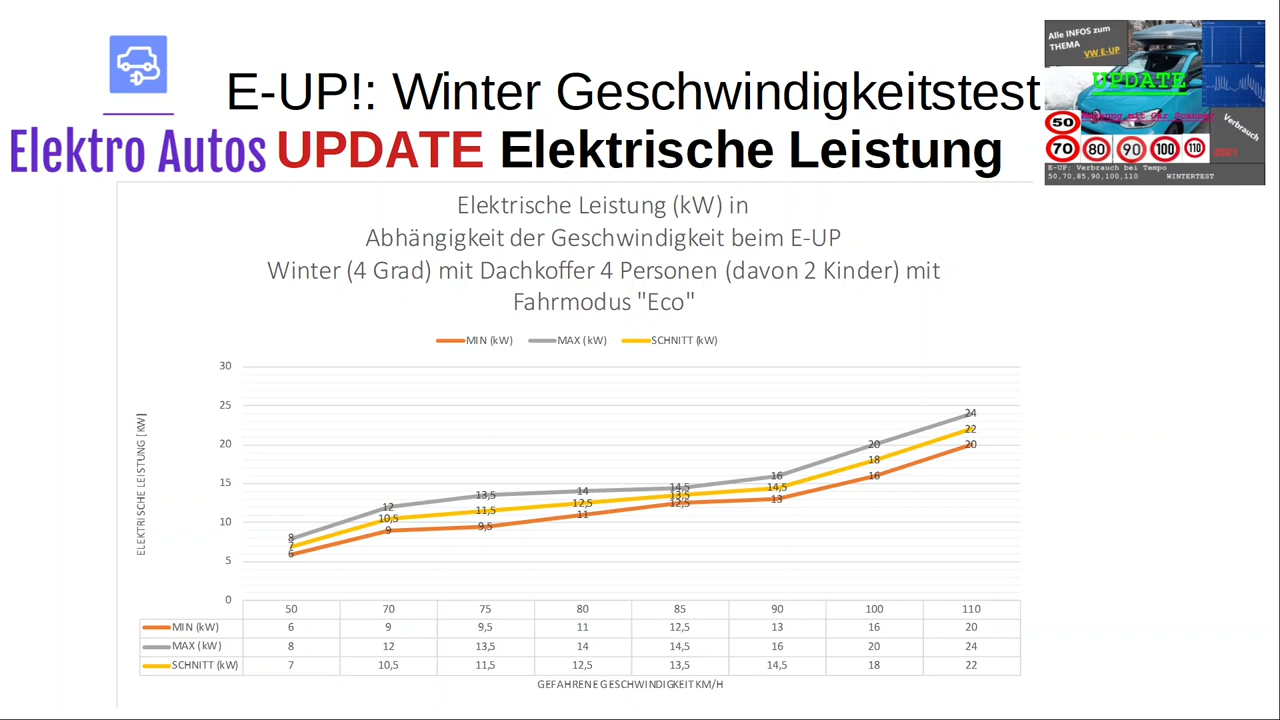 E-UP!: Winter Geschwindigkeitstest
Elektro Autos
UPDATE Elektrische Leistung
Alle INFOS zum
THEMA
VW E-UP
UPDATE
50
70 80 90 100 110
Verbrauch
2021
E-UP: Verbrauch bei Tempo
50,70,85,90,100,110 WINTERTEST
Elektrische Leistung (kW) in
Abhängigkeit der Geschwindigkeit beim E-UP
Winter (4 Grad) mit Dachkoffer 4 Personen (davon 2 Kinder) mit
Fahrmodus "Eco"
MIN (kW) MAX (kW) SCHNITT (kW)
ELEKTRISCHE LEISTUNG [KW]
30
25
20
15
10
5
0
8 12 13,5 14 14,5 16 20 24
7 10,5 11,5 12,5 13,5 14,5 18 22
6 9 9,5 11 12,5 13 16 20
50 70 75 80 85 90 100 110
MIN (kW) 6 9 9,5 11 12,5 13 16 20
MAX (kW) 8 12 13,5 14 14,5 16 20 24
SCHNITT (kW) 7 10,5 11,5 12,5 13,5 14,5 18 22
GEFAHRENE GESCHWINDIGKEIT KM/H